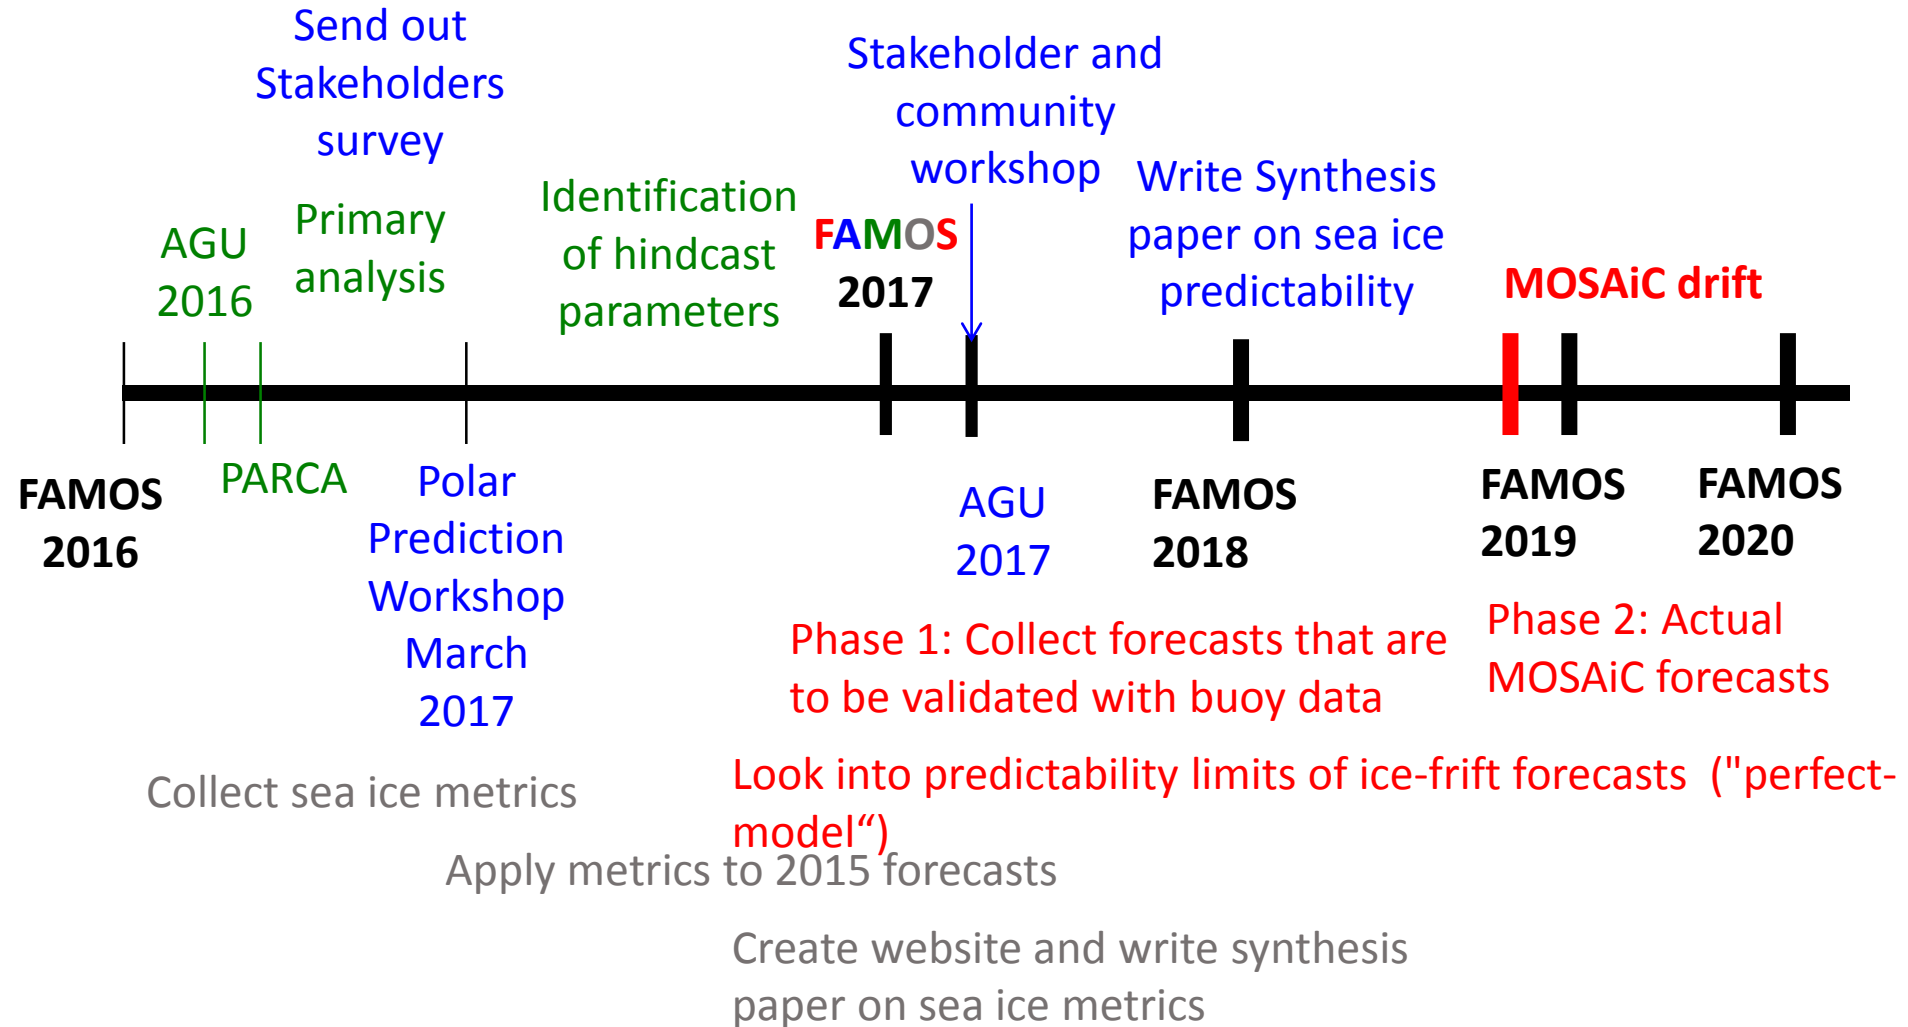 Send out
Stakeholders
survey
Stakeholder and
community
workshop
Write Synthesis
paper on sea ice
predictability
Identification
of hindcast
parameters
Primary
analysis
AGU
2016
FAMOS
2017
MOSAiC drift
FAMOS
2016
PARCA
Polar
Prediction
Workshop
March
2017
AGU
2017
FAMOS
2018
FAMOS
2019
FAMOS
2020
Phase 1: Collect forecasts that are
to be validated with buoy data
Phase 2: Actual
MOSAiC forecasts
Look into predictability limits of ice-frift forecasts ("perfect-
model“)
Collect sea ice metrics
Apply metrics to 2015 forecasts
Create website and write synthesis
paper on sea ice metrics